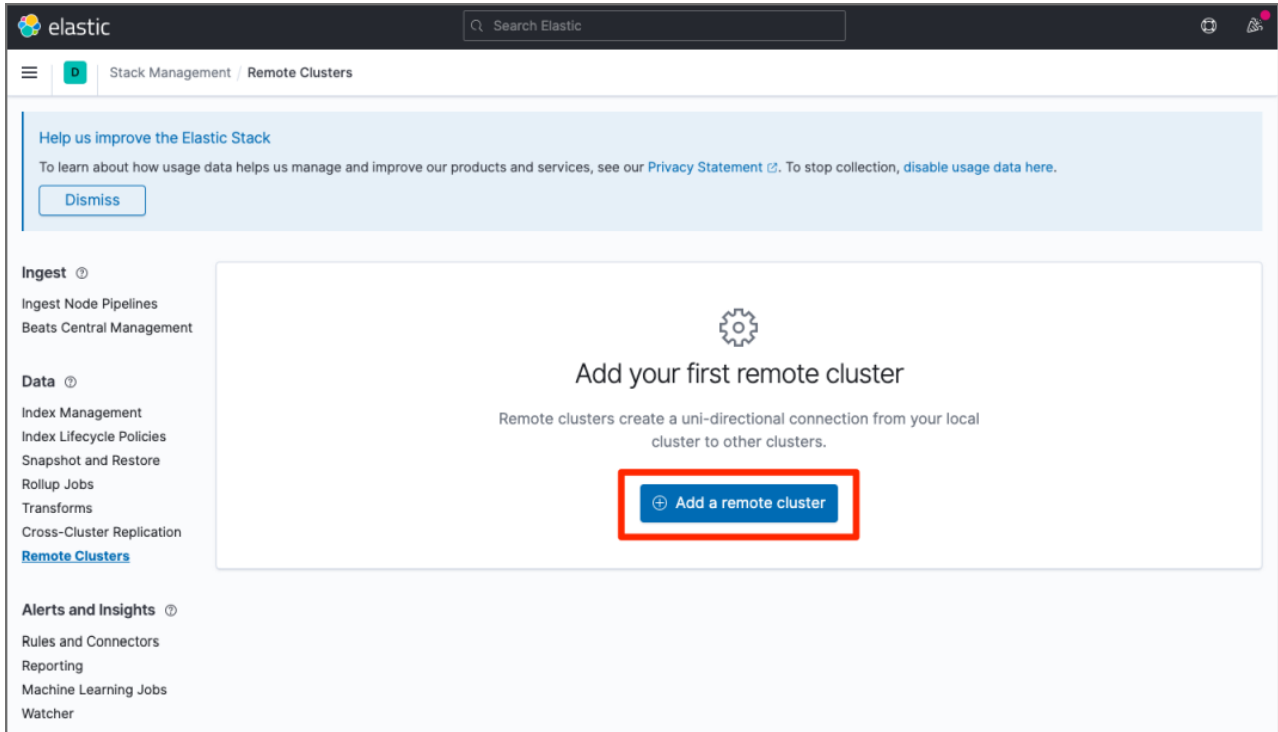 elastic
Search Elastic
D
Stack Management / Remote Clusters
Help us improve the Elastic Stack
To learn about how usage data helps us manage and improve our products and services, see our Privacy Statement. To stop collection, disable usage data here.
Dismiss
Ingest
Ingest Node Pipelines
Beats Central Management
Data
Index Management
Index Lifecycle Policies
Snapshot and Restore
Rollup Jobs
Transforms
Cross-Cluster Replication
Remote Clusters
Alerts and Insights
Rules and Connectors
Reporting
Machine Learning Jobs
Watcher
Add your first remote cluster
Remote clusters create a uni-directional connection from your local
cluster to other clusters.
Add a remote cluster